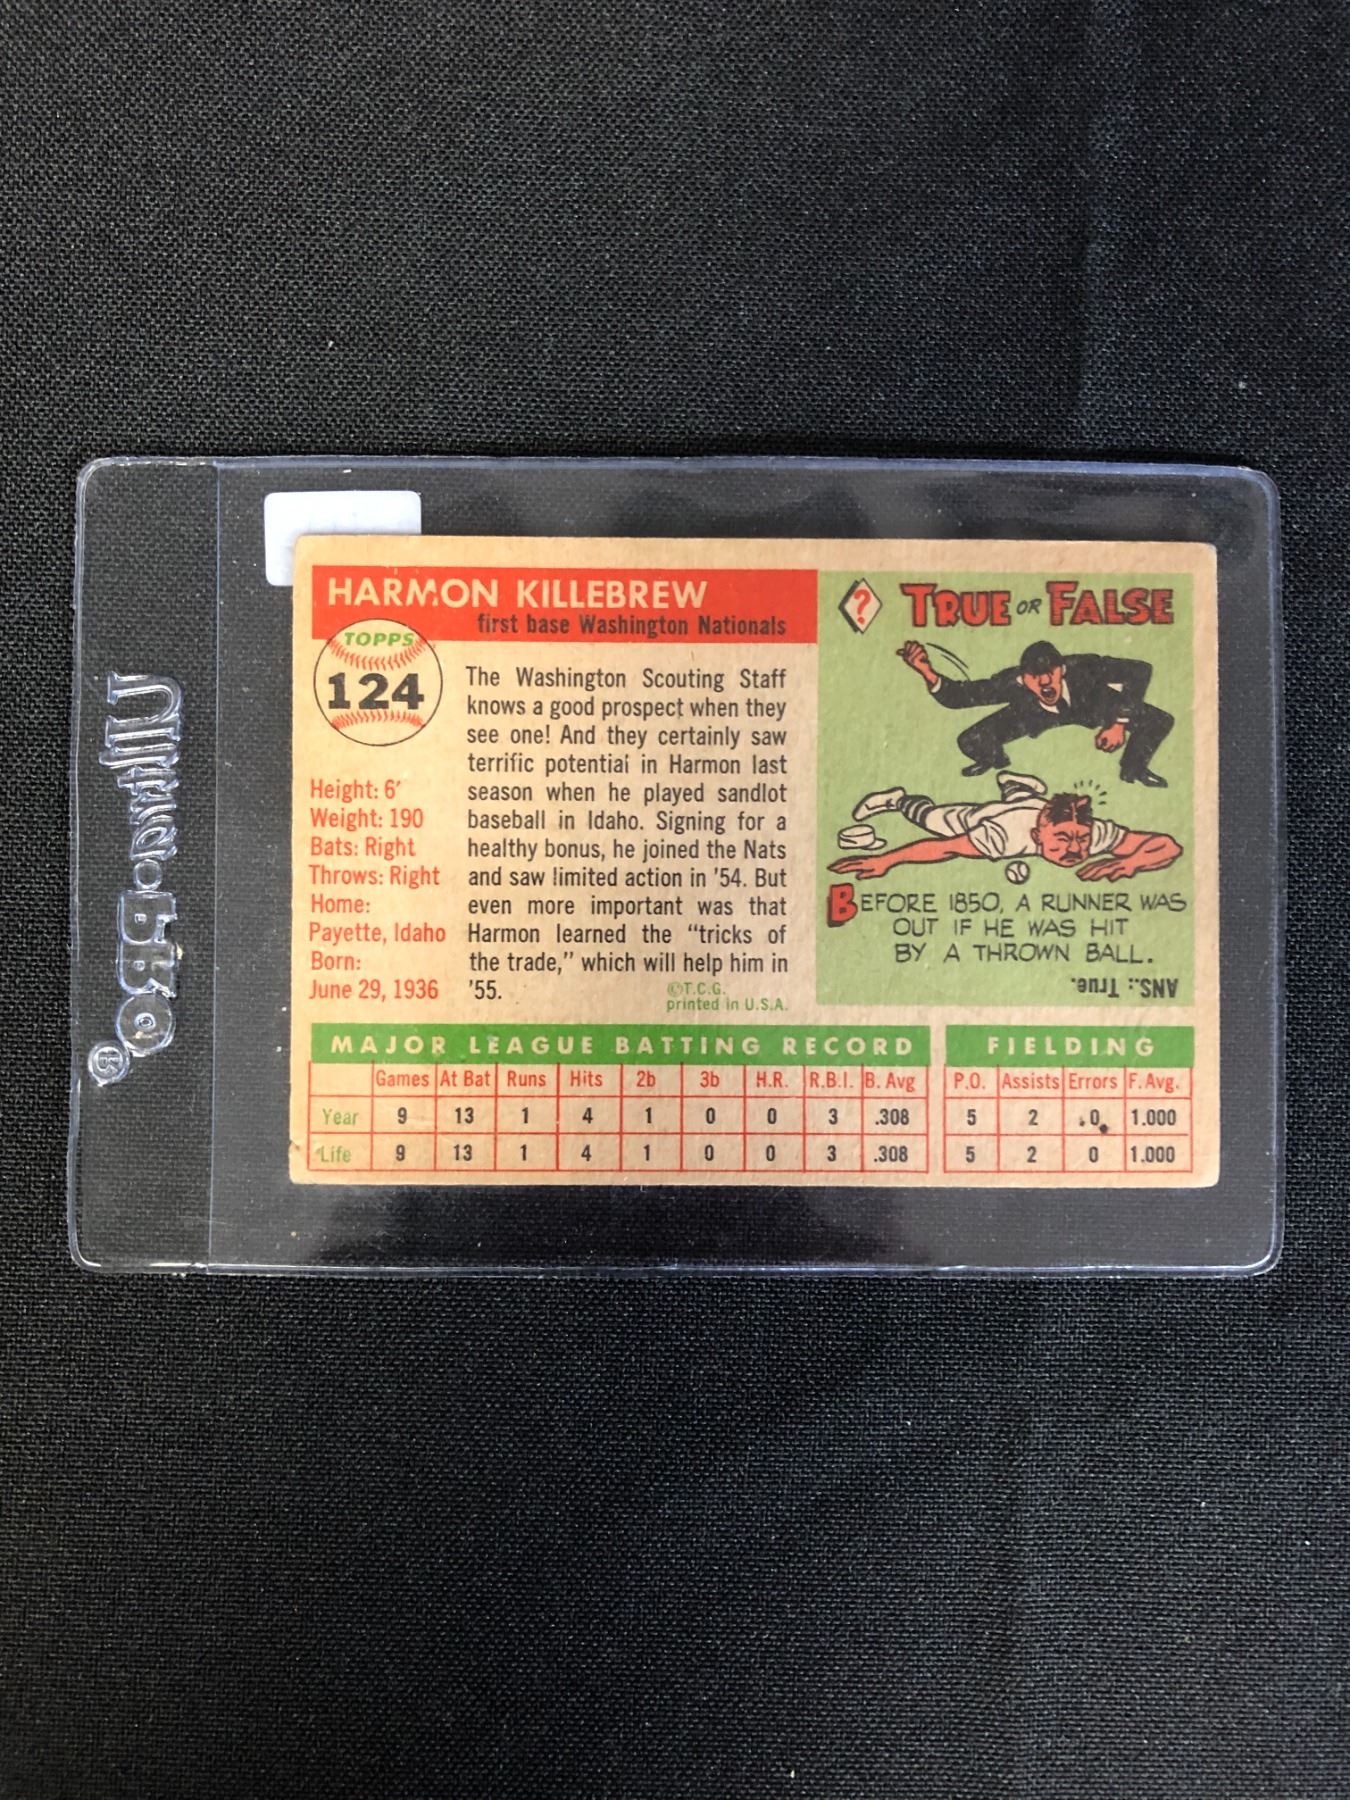 HARMON KILLEBREW
first base Washington Nationals
TOPPS
124
Height: 6'
Weight: 190
Bats: Right
Throws: Right
Home:
Payette, Idaho
Born:
June 29, 1936
The Washington Scouting Staff
knows a good prospect when they
see one! And they certainly saw
terrific potential in Harmon last
season when he played sandlot
baseball in Idaho. Signing for a
healthy bonus, he joined the Nats
and saw limited action in '54. But
even more important was that
Harmon learned the "tricks of
the trade," which will help him in
'55.
©T.C.G.
printed in U.S.A.
? TRUE OR FALSE
BEFORE 1850, A RUNNER WAS
OUT IF HE WAS HIT
BY A THROWN BALL.
ANS.: True.
MAJOR LEAGUE BATTING RECORD
Games At Bat Runs Hits 2b 3b H.R. R.B.I. B. Avg
Year 9 13 1 4 1 0 0 3 .308
Life 9 13 1 4 1 0 0 3 .308
FIELDING
P.O. Assists Errors F. Avg.
5 2 0 1.000
5 2 0 1.000
Ultra PRO